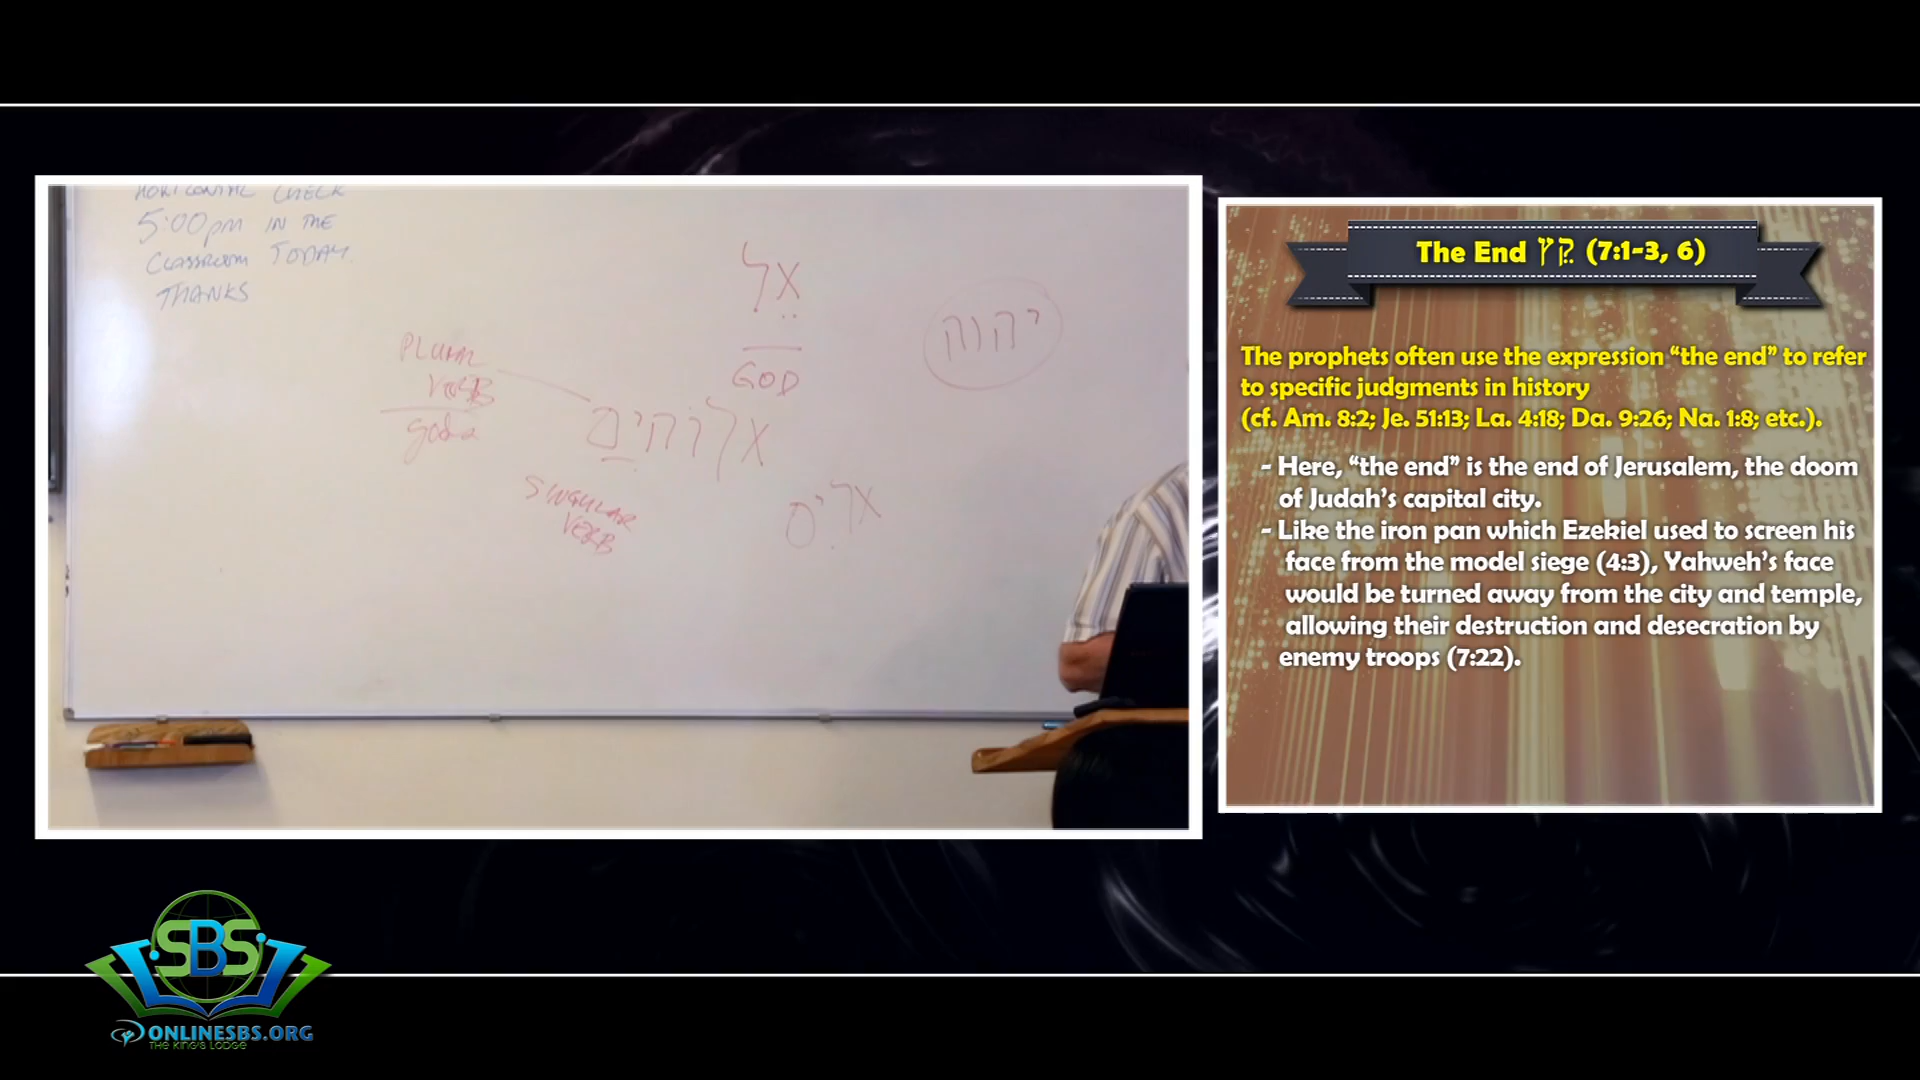 HORIZONTAL CHECK
5:00pm IN THE
CLASSROOM TODAY
THANKS
אֵל
GOD
יהוה
PLURAL
VERB
gods
אלוֹהִים
SINGULAR
VERB
אלִים
The End קֵץ (7:1-3, 6)
The prophets often use the expression “the end” to refer
to specific judgments in history
(cf. Am. 8:2; Je. 51:13; La. 4:18; Da. 9:26; Na. 1:8; etc.).
- Here, “the end” is the end of Jerusalem, the doom
of Judah’s capital city.
- Like the iron pan which Ezekiel used to screen his
face from the model siege (4:3), Yahweh’s face
would be turned away from the city and temple,
allowing their destruction and desecration by
enemy troops (7:22).
SBS
ONLINESBS.ORG
THE KING'S LODGE